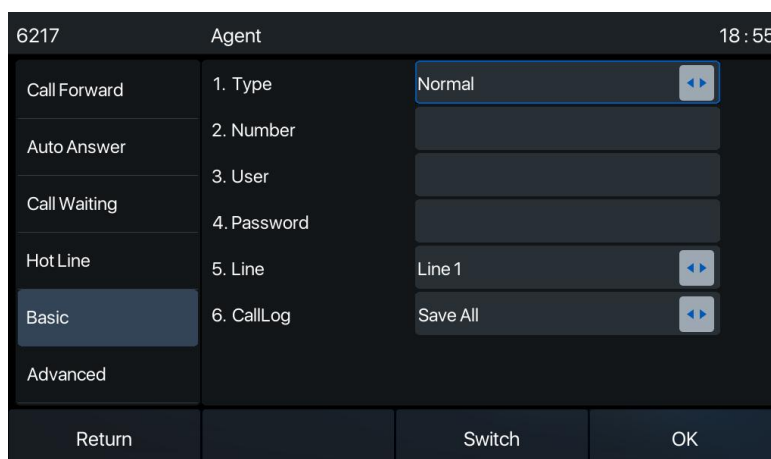 6217 Agent 18:55
Call Forward
Auto Answer
Call Waiting
Hot Line
Basic
Advanced
1. Type Normal
2. Number
3. User
4. Password
5. Line Line 1
6. CallLog Save All
Return Switch OK